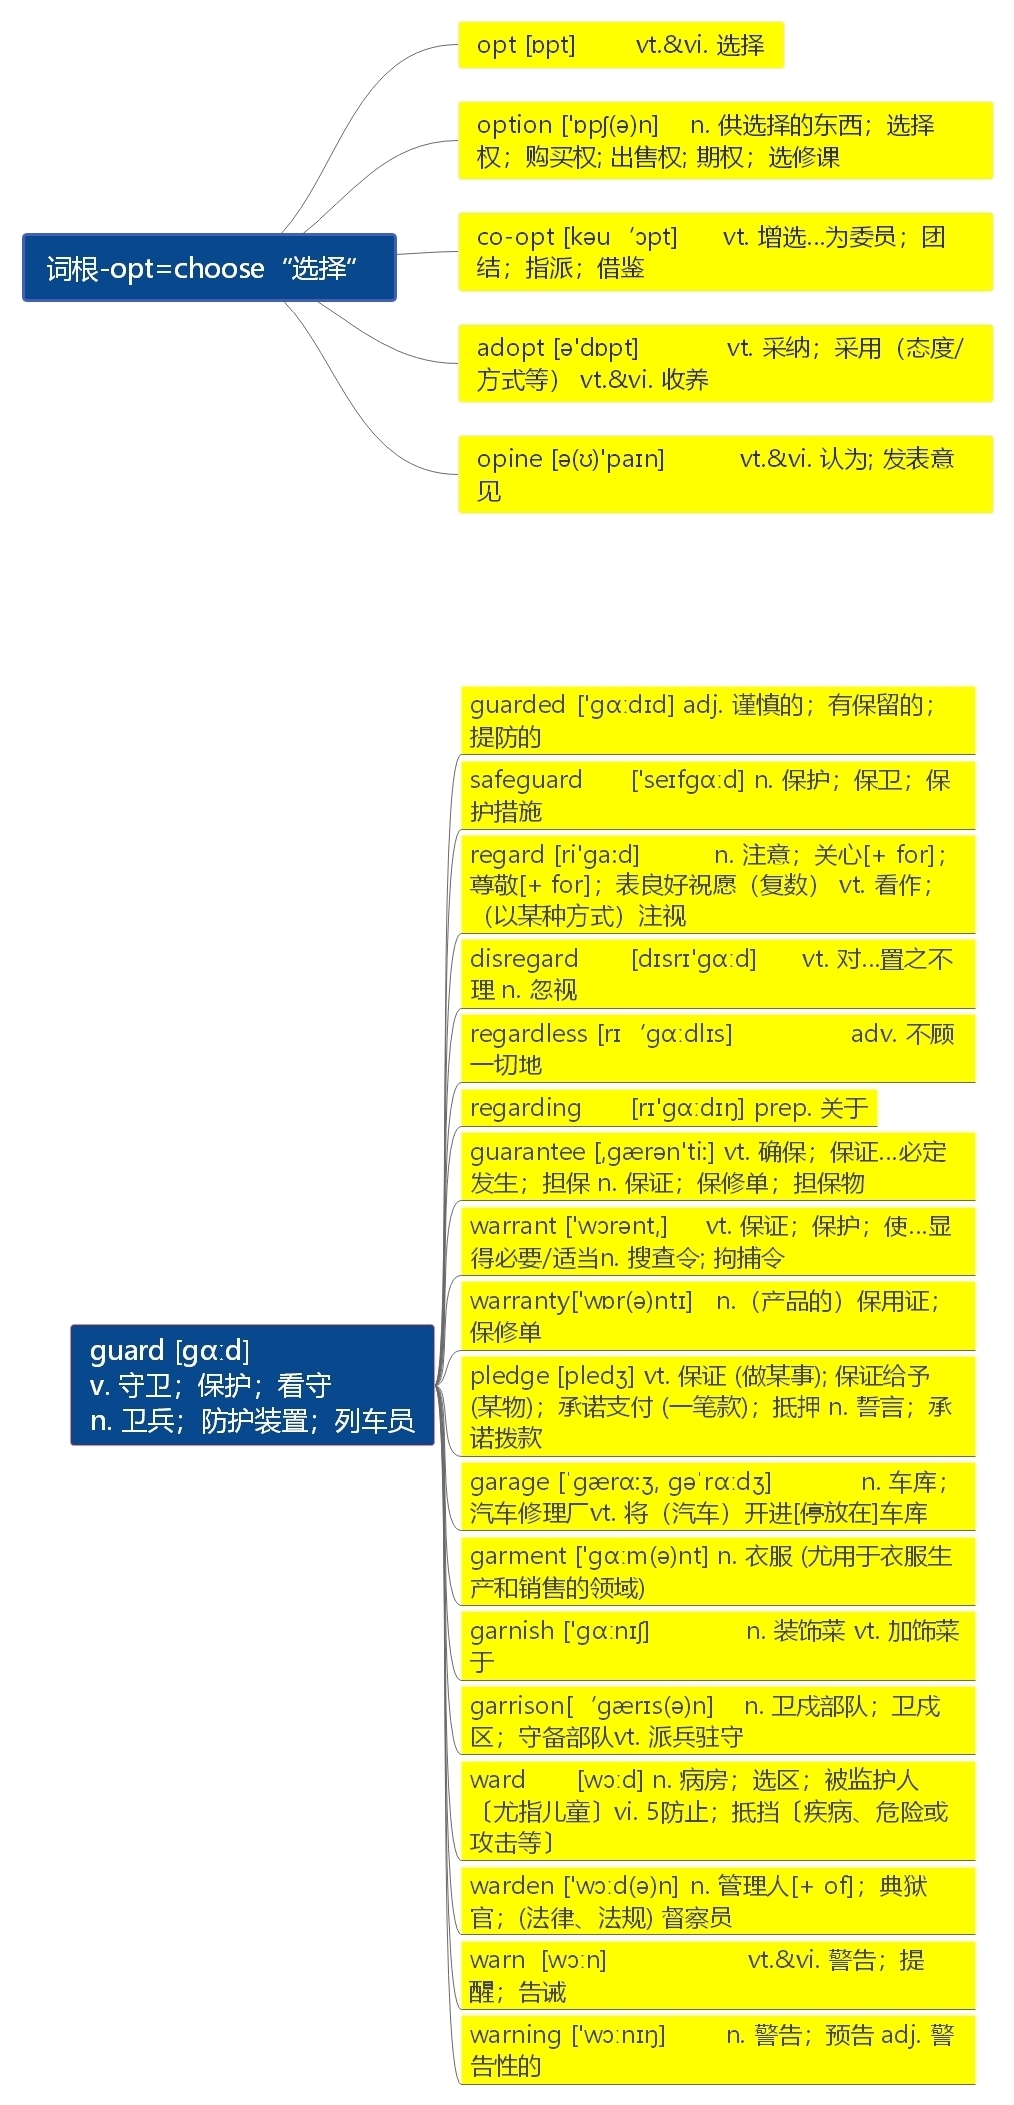 opt [ɒpt] vt.&vi. 选择
option ['ɒpʃ(ə)n] n. 供选择的东西；选择
权；购买权; 出售权; 期权；选修课
词根-opt=choose“选择”
co-opt [kəu‘ɔpt] vt. 增选...为委员；团
结；指派；借鉴
adopt [ə'dɒpt] vt. 采纳；采用（态度/
方式等） vt.&vi. 收养
opine [ə(ʊ)'paɪn] vt.&vi. 认为; 发表意
见
guard [gɑːd]
v. 守卫；保护；看守
n. 卫兵；防护装置；列车员
guarded ['gɑːdɪd] adj. 谨慎的；有保留的；
提防的
safeguard ['seɪfgɑːd] n. 保护；保卫；保
护措施
regard [ri'ga:d] n. 注意；关心[+ for]；
尊敬[+ for]；表良好祝愿（复数） vt. 看作；
（以某种方式）注视
disregard [dɪsrɪ'gɑːd] vt. 对...置之不
理 n. 忽视
regardless [rɪ‘gɑːdlɪs] adv. 不顾
一切地
regarding [rɪ'gɑːdɪŋ] prep. 关于
guarantee [,gærən'ti:] vt. 确保；保证...必定
发生；担保 n. 保证；保修单；担保物
warrant ['wɔrənt,] vt. 保证；保护；使...显
得必要/适当n. 搜查令; 拘捕令
warranty['wɒr(ə)ntɪ] n.（产品的）保用证；
保修单
pledge [pledʒ] vt. 保证 (做某事); 保证给予
(某物)；承诺支付 (一笔款)；抵押 n. 誓言；承
诺拨款
garage [ˈgærɑːʒ, gəˈrɑːdʒ] n. 车库；
汽车修理厂vt. 将（汽车）开进[停放在]车库
garment ['gɑːm(ə)nt] n. 衣服 (尤用于衣服生
产和销售的领域)
garnish ['gɑːnɪʃ] n. 装饰菜 vt. 加饰菜
于
garrison[‘gærɪs(ə)n] n. 卫戍部队；卫戍
区；守备部队vt. 派兵驻守
ward [wɔːd] n. 病房；选区；被监护人
〔尤指儿童〕vi. 5防止；抵挡〔疾病、危险或
攻击等〕
warden ['wɔːd(ə)n] n. 管理人[+ of]；典狱
官；(法律、法规) 督察员
warn [wɔːn] vt.&vi. 警告；提
醒；告诫
warning ['wɔːnɪŋ] n. 警告；预告 adj. 警
告性的